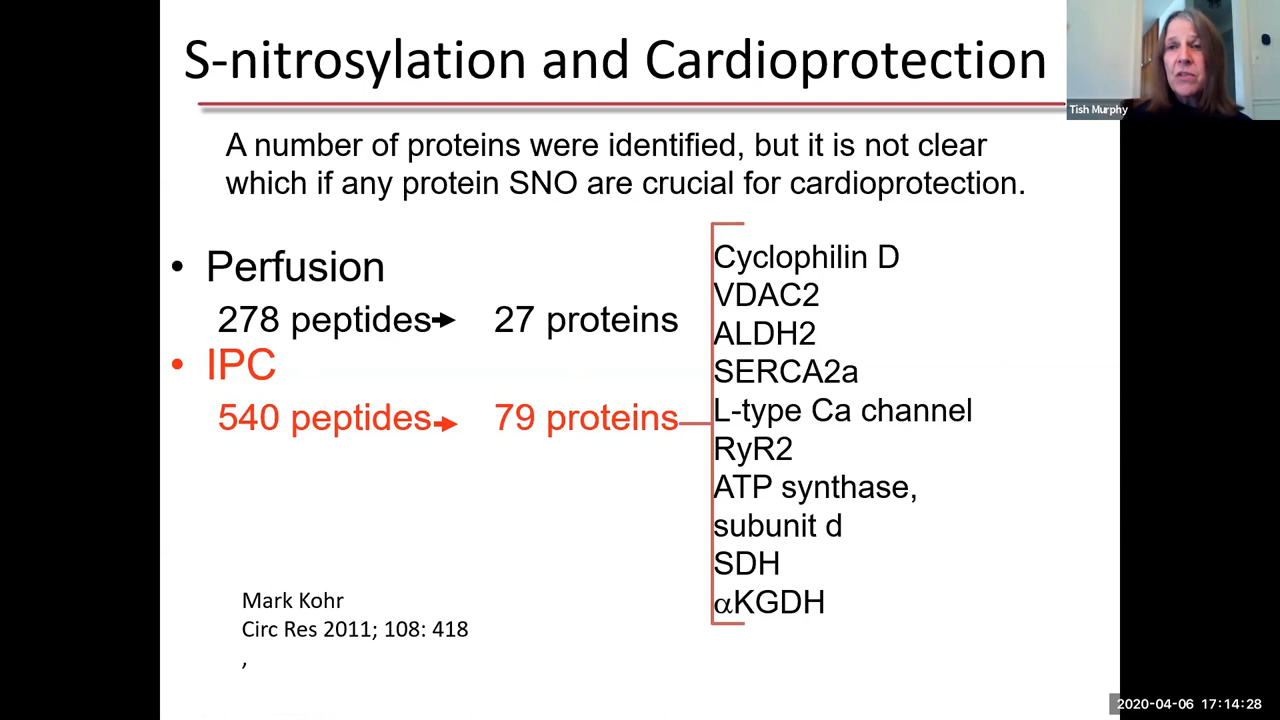 S-nitrosylation and Cardioprotection
Tish Murphy
A number of proteins were identified, but it is not clear
which if any protein SNO are crucial for cardioprotection.
• Perfusion
278 peptides → 27 proteins
• IPC
540 peptides → 79 proteins
Cyclophilin D
VDAC2
ALDH2
SERCA2a
L-type Ca channel
RyR2
ATP synthase,
subunit d
SDH
αKGDH
Mark Kohr
Circ Res 2011; 108: 418
,
2020-04-06 17:14:28